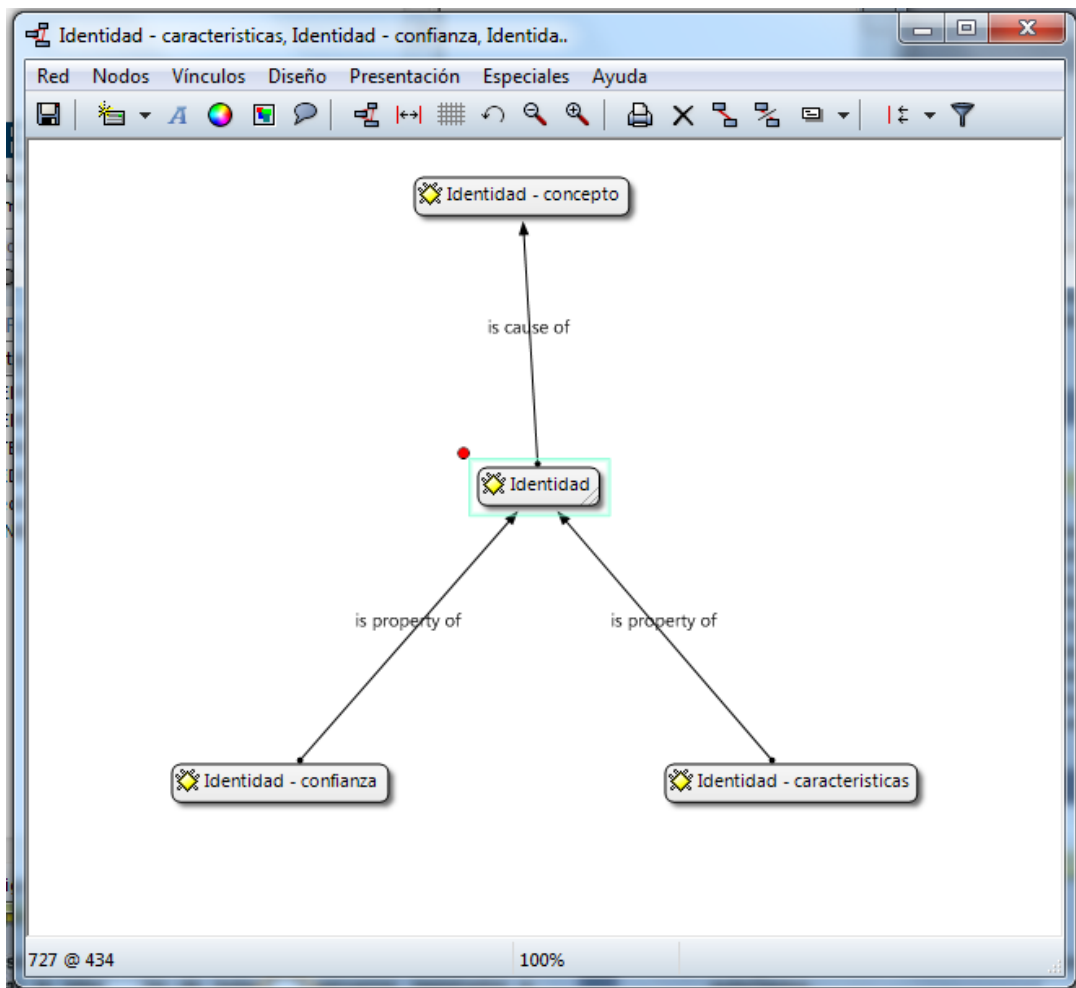 Identidad - caracteristicas, Identidad - confianza, Identida..
Red Nodos Vínculos Diseño Presentación Especiales Ayuda
A
Identidad - concepto
is cause of
Identidad
is property of
is property of
Identidad - confianza
Identidad - caracteristicas
727 @ 434
100%